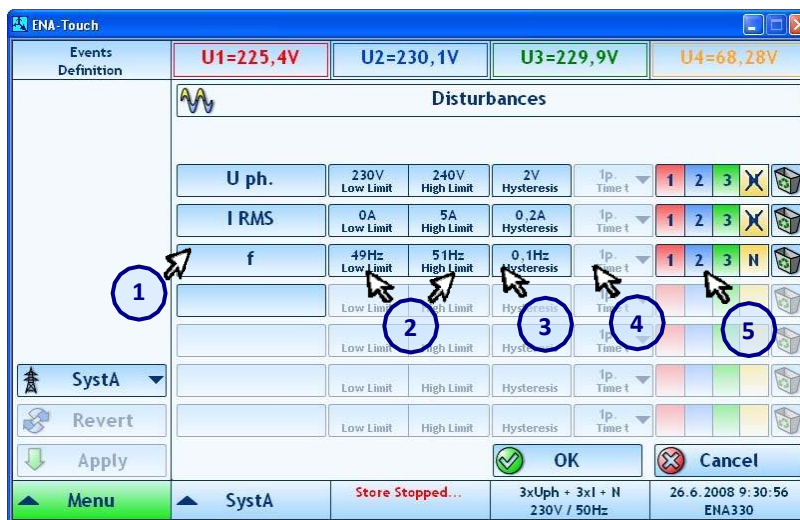 ENA-Touch
Events
Definition
U1=225,4V
U2=230,1V
U3=229,9V
U4=68,28V
Disturbances
U ph.
230V
Low Limit
240V
High Limit
2V
Hysteresis
1p.
Time t
1 2 3
I RMS
0A
Low Limit
5A
High Limit
0,2A
Hysteresis
1p.
Time t
1 2 3
f
49Hz
Low Limit
51Hz
High Limit
0,1Hz
Hysteresis
1p.
Time t
1 2 3 N
1
2
3
4
5
Low Limit
High Limit
Hysteresis
1p.
Time t
Low Limit
High Limit
Hysteresis
1p.
Time t
Low Limit
High Limit
Hysteresis
1p.
Time t
Low Limit
High Limit
Hysteresis
1p.
Time t
SystA
Revert
Apply
OK
Cancel
Menu
SystA
Store Stopped...
3xUph + 3xI + N
230V / 50Hz
26.6.2008 9:30:56
ENA330